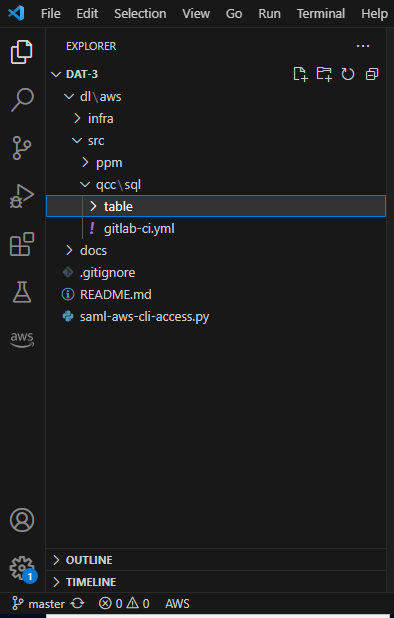 File Edit Selection View Go Run Terminal Help
EXPLORER
DAT-3
dl\aws
infra
src
ppm
qcc\sql
table
! gitlab-ci.yml
docs
.gitignore
README.md
saml-aws-cli-access.py
aws
OUTLINE
1
TIMELINE
master 0 0 AWS